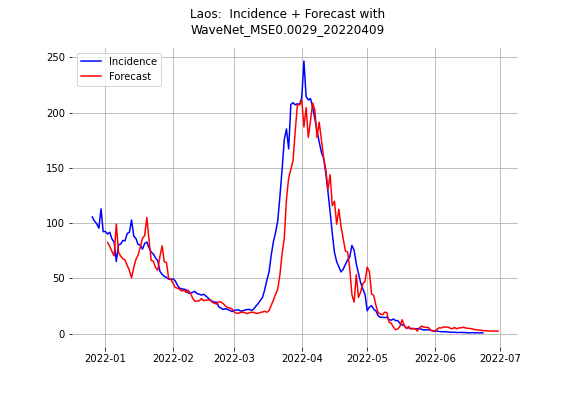 Laos:  Incidence + Forecast with
WaveNet_MSE0.0029_20220409
Incidence
Forecast
250
200
150
100
50
0
2022-01 2022-02 2022-03 2022-04 2022-05 2022-06 2022-07